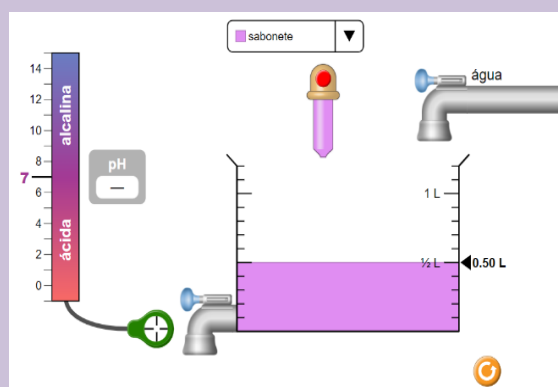 sabonete
água
14
12
10
8
7
6
4
2
0
alcalina
ácida
pH
—
1 L
½ L
0.50 L